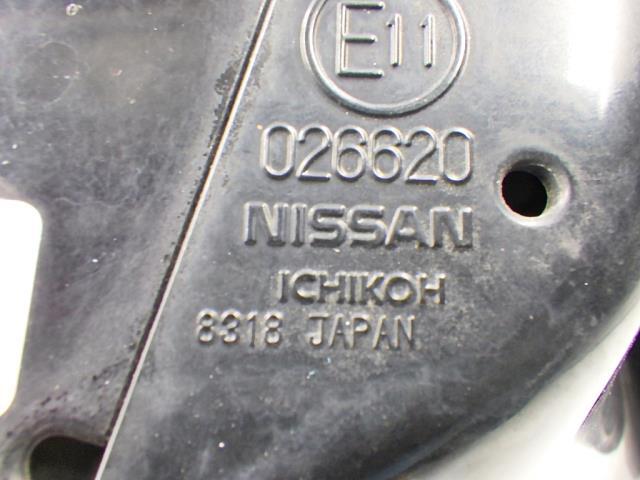 E11
026620
NISSAN
ICHIKOH
8318 JAPAN